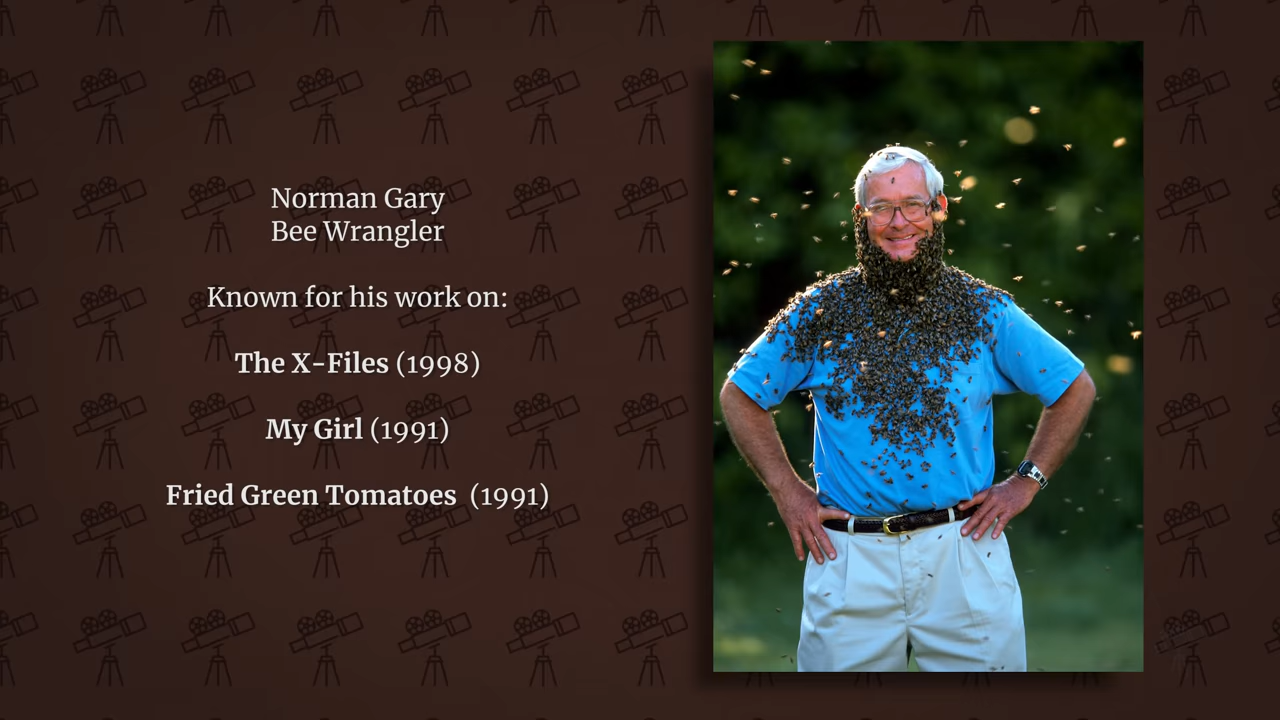 Norman Gary
Bee Wrangler
Known for his work on:
The X-Files (1998)
My Girl (1991)
Fried Green Tomatoes (1991)